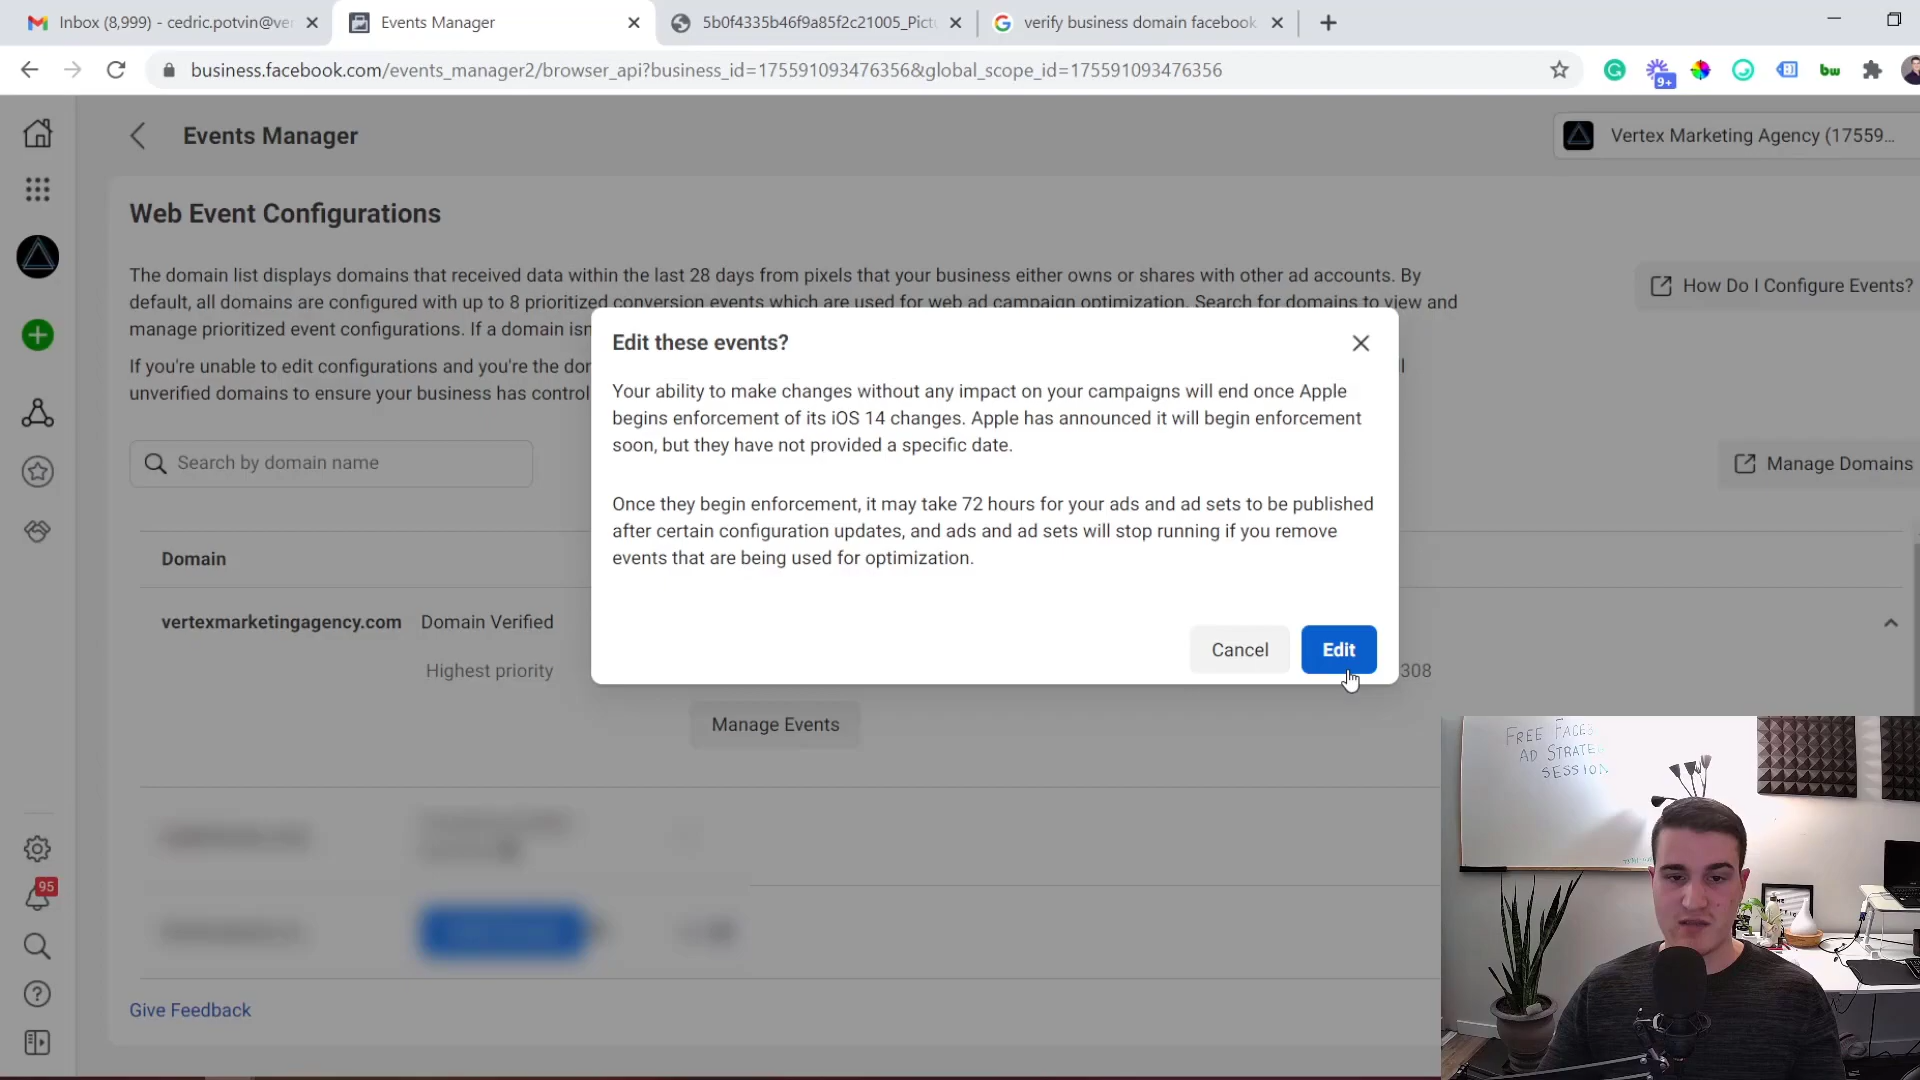 Inbox (8,999) - cedric.potvin@ve
Events Manager
5b0f4335b46f9a85f2c21005_Pict
verify business domain facebook
business.facebook.com/events_manager2/browser_api?business_id=175591093476356&global_scope_id=175591093476356
9+
bw
Events Manager
Vertex Marketing Agency (17559...
Web Event Configurations
The domain list displays domains that received data within the last 28 days from pixels that your business either owns or shares with other ad accounts. By
default, all domains are configured with up to 8 prioritized conversion events which are used for web ad campaign optimization. Search for domains to view and
manage prioritized event configurations. If a domain isn
How Do I Configure Events?
If you're unable to edit configurations and you're the do
unverified domains to ensure your business has control
Edit these events?
Your ability to make changes without any impact on your campaigns will end once Apple
begins enforcement of its iOS 14 changes. Apple has announced it will begin enforcement
soon, but they have not provided a specific date.
Once they begin enforcement, it may take 72 hours for your ads and ad sets to be published
after certain configuration updates, and ads and ad sets will stop running if you remove
events that are being used for optimization.
Cancel
Edit
Search by domain name
Manage Domains
Domain
vertexmarketingagency.com
Domain Verified
Highest priority
308
Manage Events
95
Give Feedback
FREE FACEB
AD STRATE
SESSION